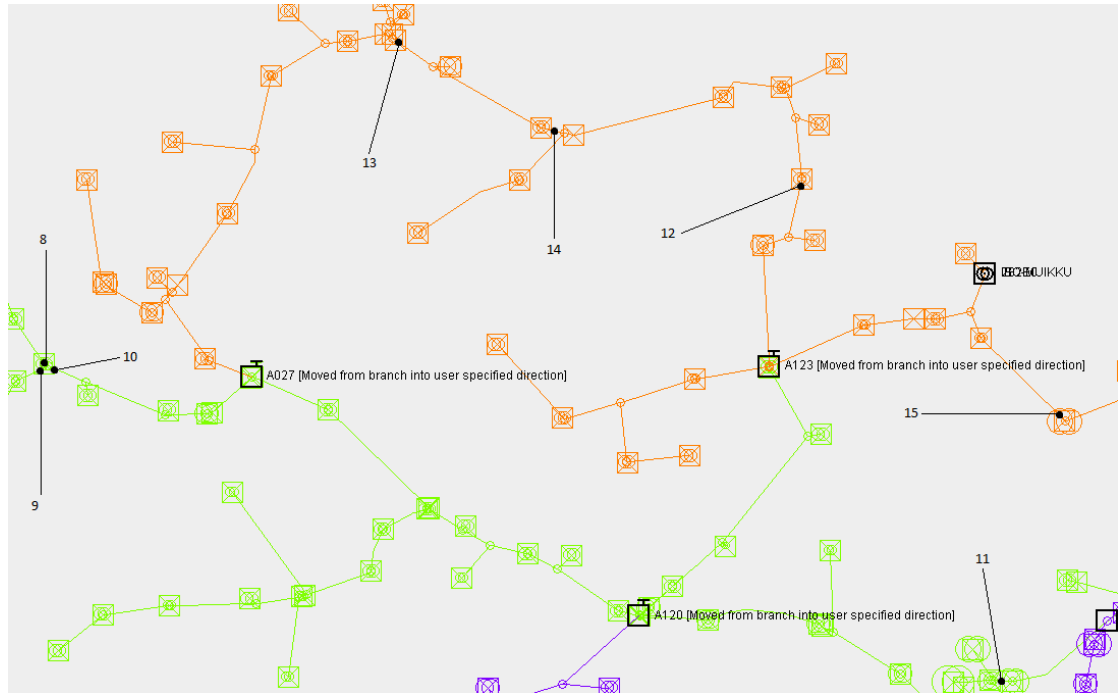 13
14
12
8
10
A027 [Moved from branch into user specified direction]
A123 [Moved from branch into user specified direction]
15
9
11
A120 [Moved from branch into user specified direction]